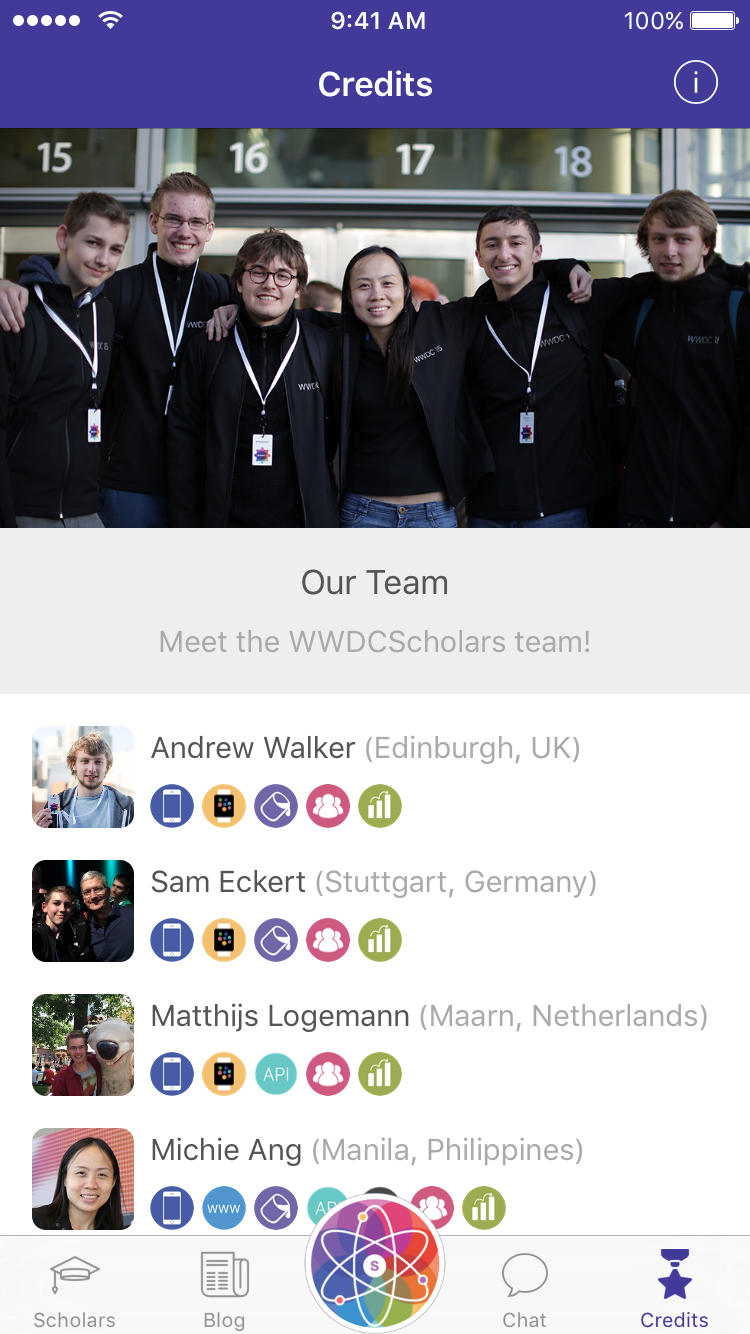 9:41 AM 100%
Credits
i
15 16 17 18
WWDC 15
Our Team
Meet the WWDCScholars team!
Andrew Walker (Edinburgh, UK)
Sam Eckert (Stuttgart, Germany)
Matthijs Logemann (Maarn, Netherlands)
API
Michie Ang (Manila, Philippines)
www
S
Scholars Blog Chat Credits